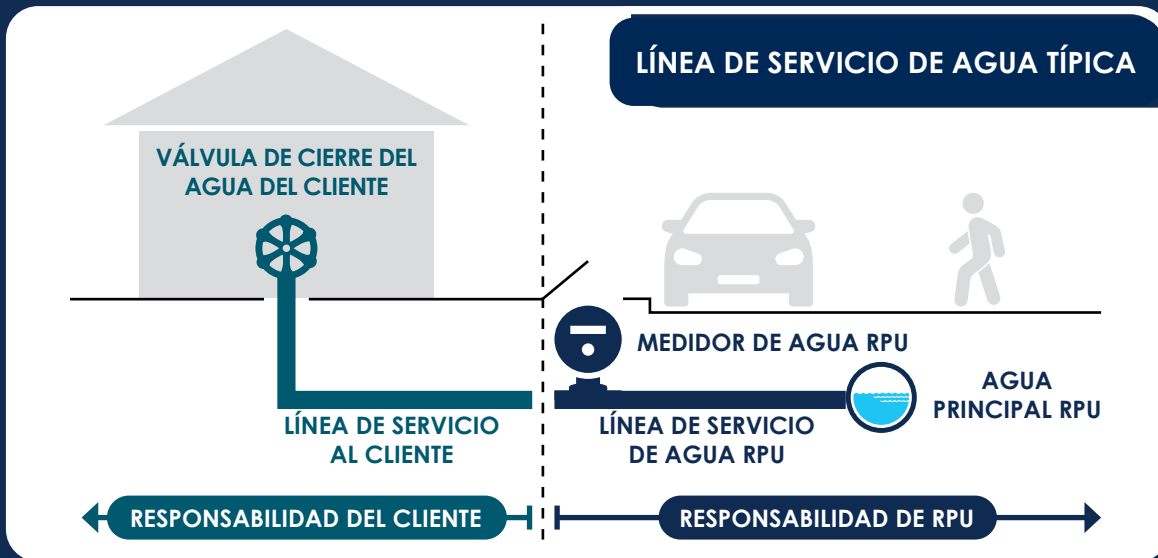 LÍNEA DE SERVICIO DE AGUA TÍPICA
VÁLVULA DE CIERRE DEL
AGUA DEL CLIENTE
MEDIDOR DE AGUA RPU
AGUA
PRINCIPAL RPU
LÍNEA DE SERVICIO
AL CLIENTE
LÍNEA DE SERVICIO
DE AGUA RPU
RESPONSABILIDAD DEL CLIENTE
RESPONSABILIDAD DE RPU